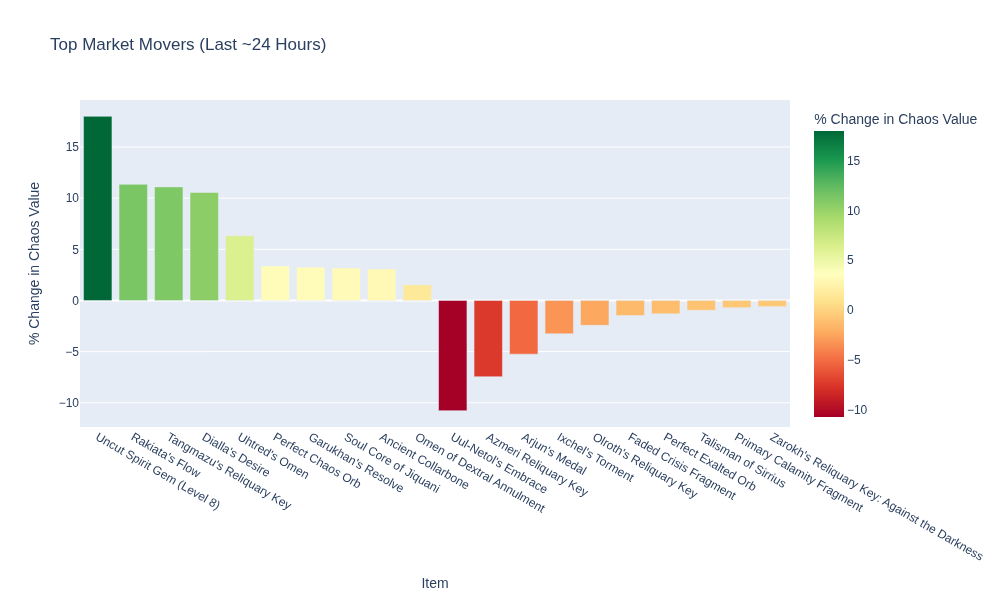 Top Market Movers (Last ~24 Hours)
% Change in Chaos Value
15
10
5
0
−5
−10
% Change in Chaos Value
15
10
5
0
−5
−10
Uncut Spirit Gem (Level 8)
Rakiata's Flow
Tangmazu's Reliquary Key
Dialla's Desire
Uhtred's Omen
Perfect Chaos Orb
Garukhan's Resolve
Soul Core of Jiquani
Ancient Collarbone
Omen of Dextral Annulment
Uul-Netol's Embrace
Azmeri Reliquary Key
Arjun's Medal
Ixchel's Torment
Olroth's Reliquary Key
Faded Crisis Fragment
Perfect Exalted Orb
Talisman of Sirrius
Primary Calamity Fragment
Zarokh's Reliquary Key: Against the Darkness
Item